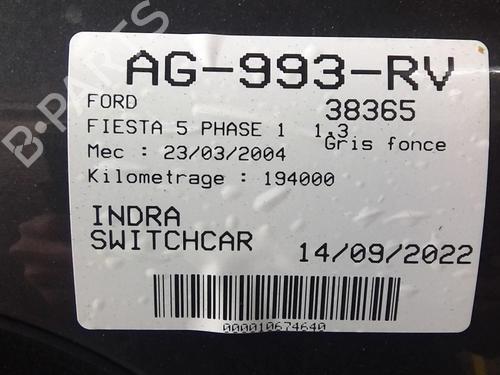 AG-993-RV
FORD 38365
FIESTA 5 PHASE 1 1.3
Mec : 23/03/2004 Gris fonce
Kilometrage : 194000
INDRA
SWITCHCAR 14/09/2022
000010674640
B-PARTS